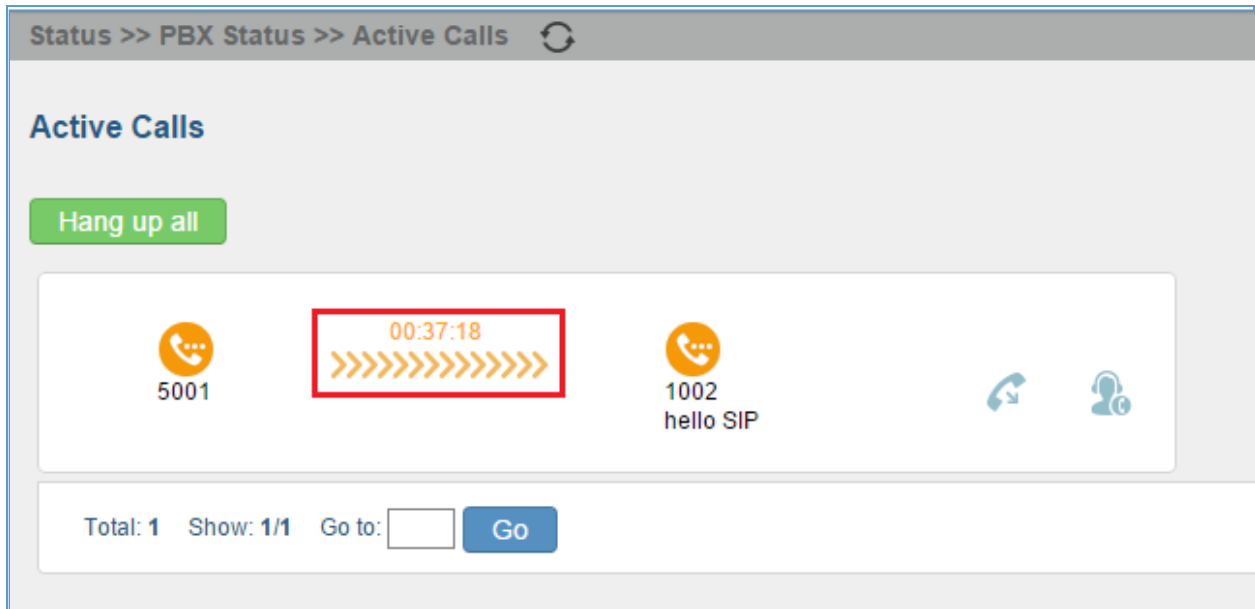 Status >> PBX Status >> Active Calls
Active Calls
Hang up all
00:37:18
5001
1002
hello SIP
C
Total: 1 Show: 1/1 Go to: Go